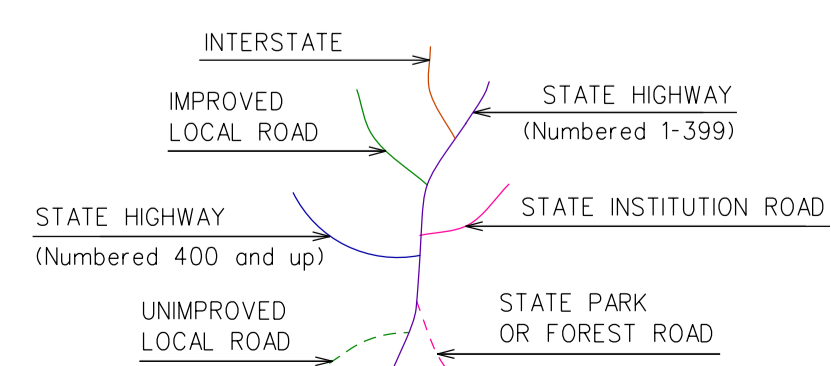 INTERSTATE
IMPROVED
LOCAL ROAD
STATE HIGHWAY
(Numbered 1-399)
STATE HIGHWAY
(Numbered 400 and up)
STATE INSTITUTION ROAD
UNIMPROVED
LOCAL ROAD
STATE PARK
OR FOREST ROAD